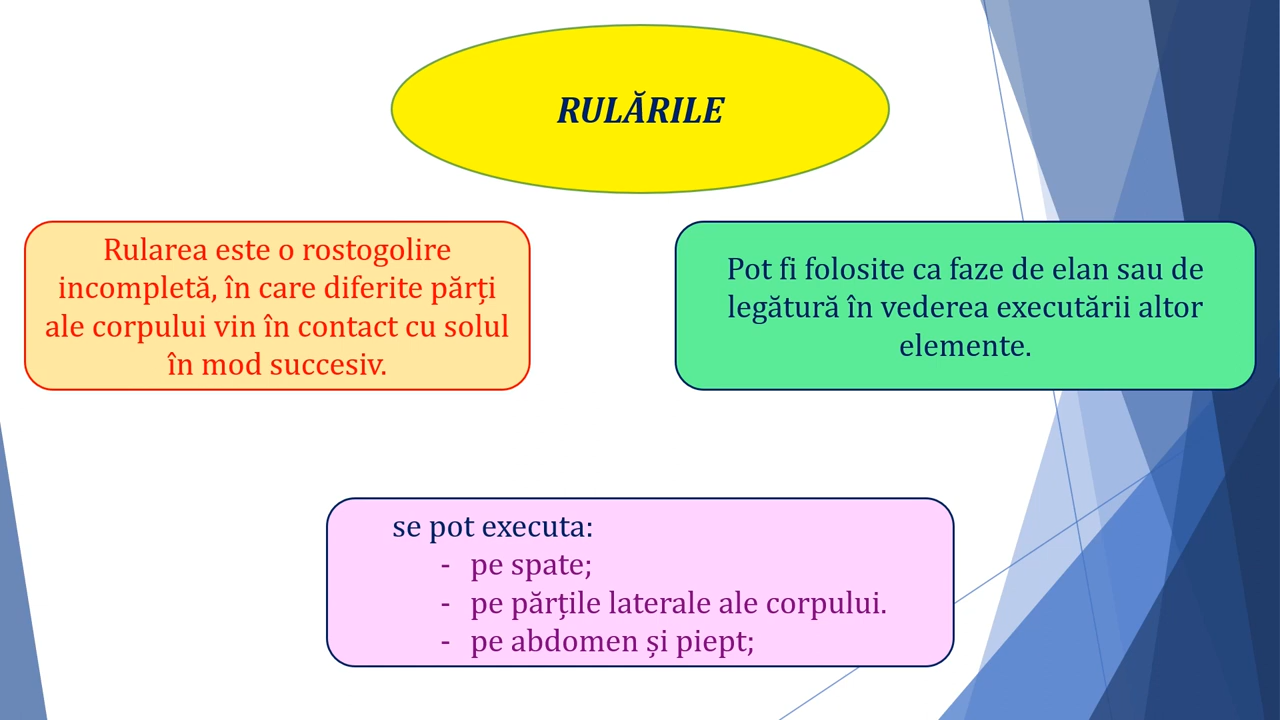 RULĂRILE
Rularea este o rostogolire
incompletă, în care diferite părți
ale corpului vin în contact cu solul
în mod succesiv.
Pot fi folosite ca faze de elan sau de
legătură în vederea executării altor
elemente.
se pot executa:
- pe spate;
- pe părțile laterale ale corpului.
- pe abdomen și piept;